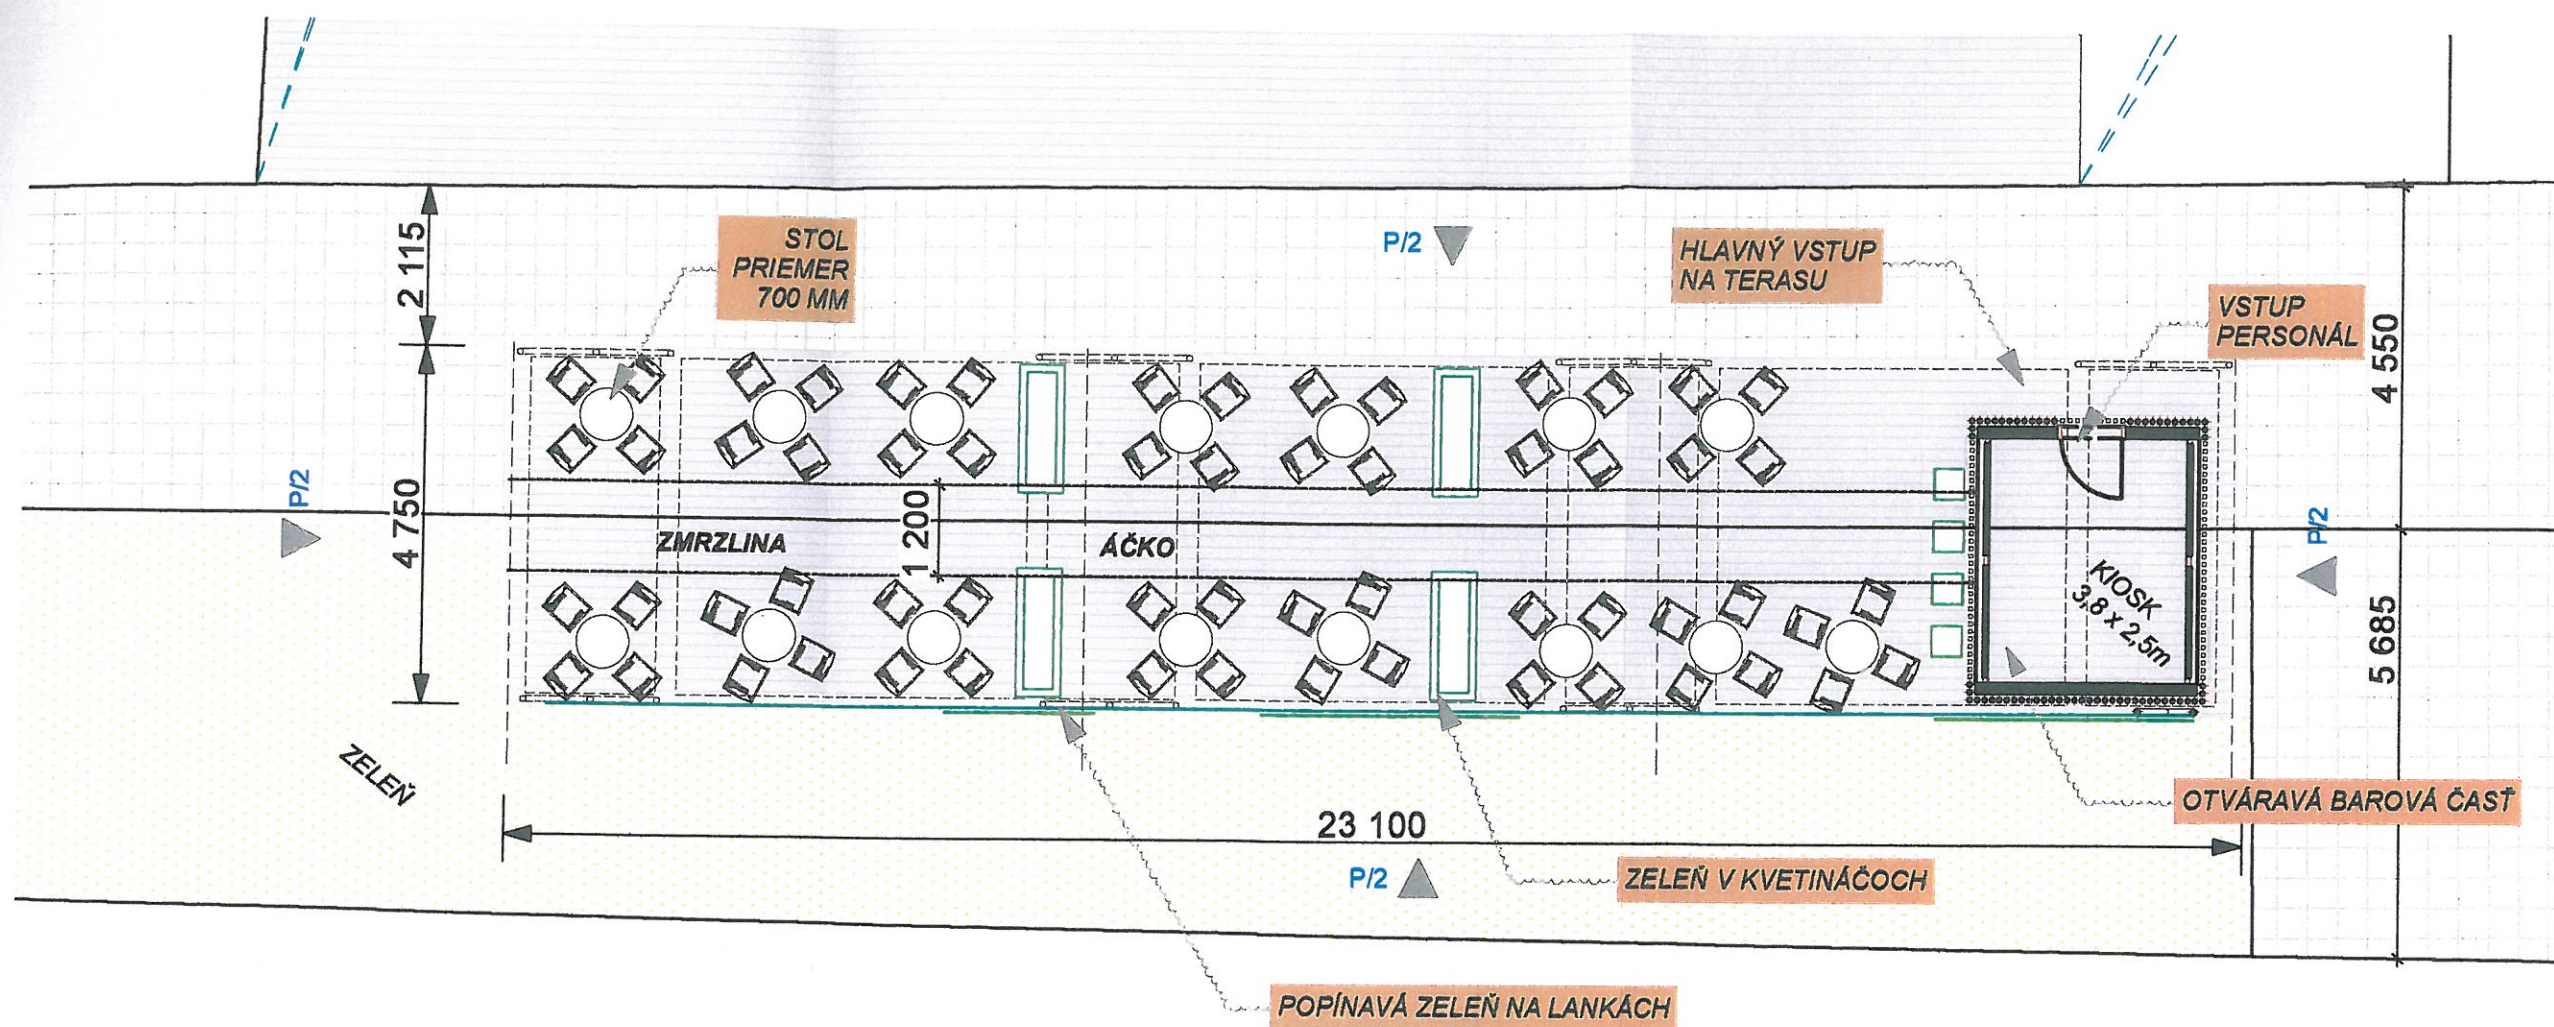 STOL
PRIEMER
700 MM
P/2
HLAVNÝ VSTUP
NA TERASU
VSTUP
PERSONÁL
2 115
4 550
P/2
4 750
ZMRZLINA
1 200
ÁČKO
P/2
KIOSK
3,8 x 2,5m
5 685
ZELEŇ
OTVÁRAVÁ BAROVÁ ČASŤ
23 100
P/2
ZELEŇ V KVETINÁČOCH
POPÍNAVÁ ZELEŇ NA LANKÁCH